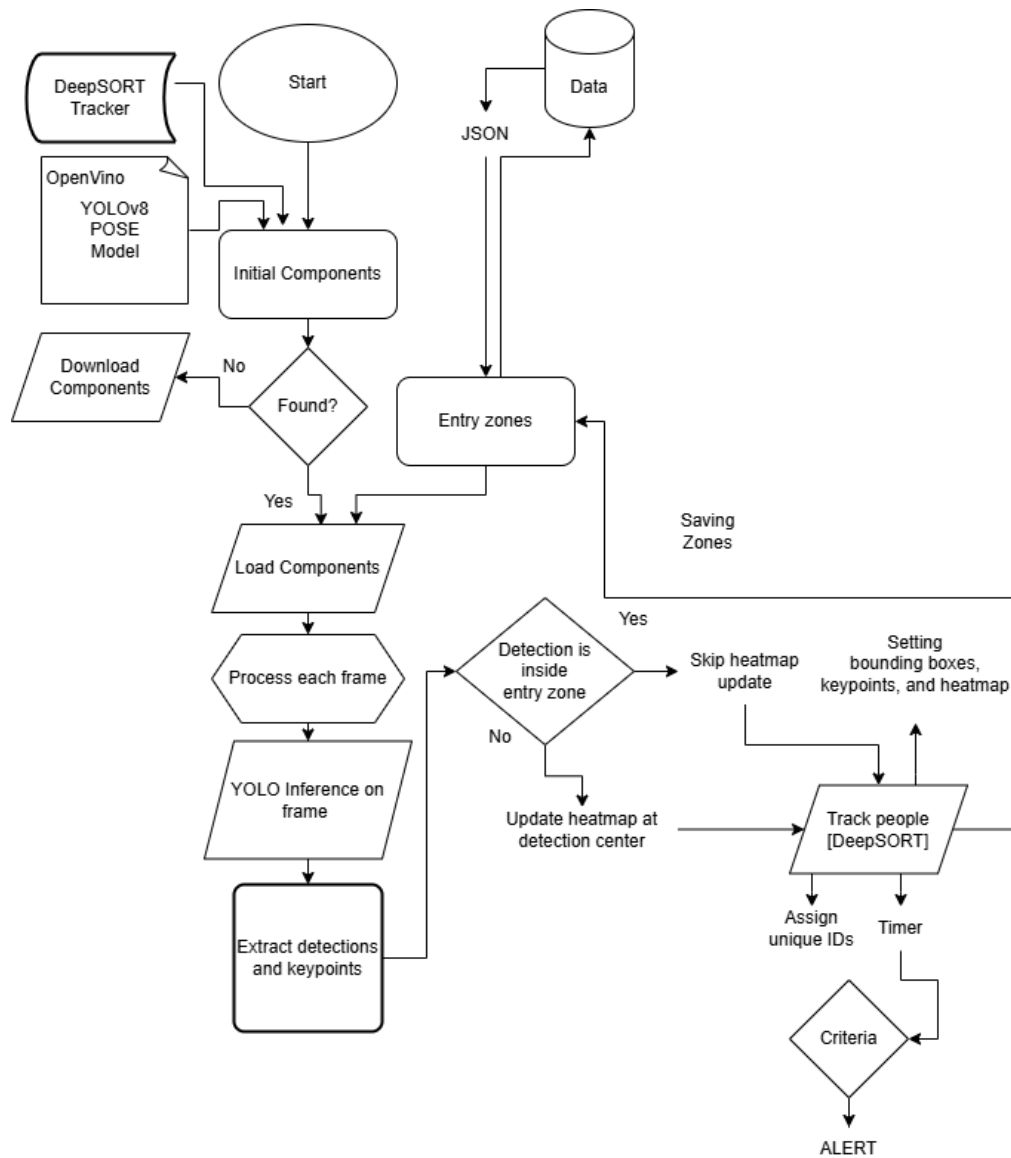 DeepSORT
Tracker
Start
Data
JSON
OpenVino
YOLOv8
POSE
Model
Initial Components
Download
Components
No
Found?
Entry zones
Yes
Saving
Zones
Load Components
Yes
Detection is
inside
entry zone
Skip heatmap
update
Setting
bounding boxes,
keypoints, and heatmap
Process each frame
No
YOLO Inference on
frame
Update heatmap at
detection center
Track people
[DeepSORT]
Extract detections
and keypoints
Assign
unique IDs
Timer
Criteria
ALERT